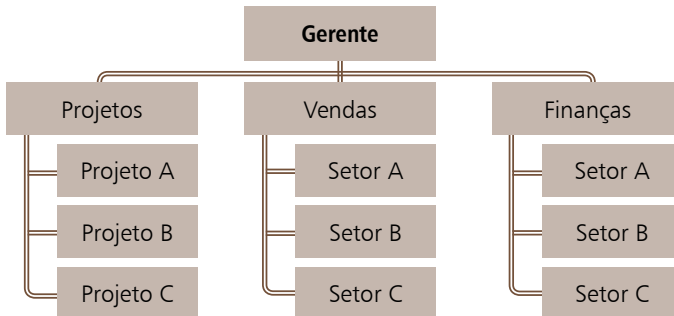 Gerente
Projetos
Vendas
Finanças
Projeto A
Setor A
Setor A
Projeto B
Setor B
Setor B
Projeto C
Setor C
Setor C